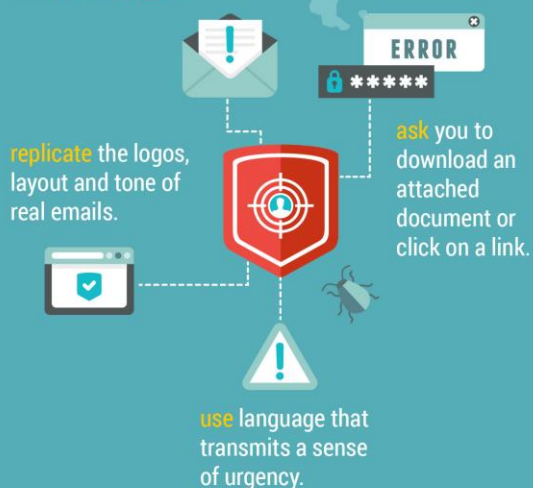 ERROR
*****
replicate the logos,
layout and tone of
real emails.
ask you to
download an
attached
document or
click on a link.
use language that
transmits a sense
of urgency.